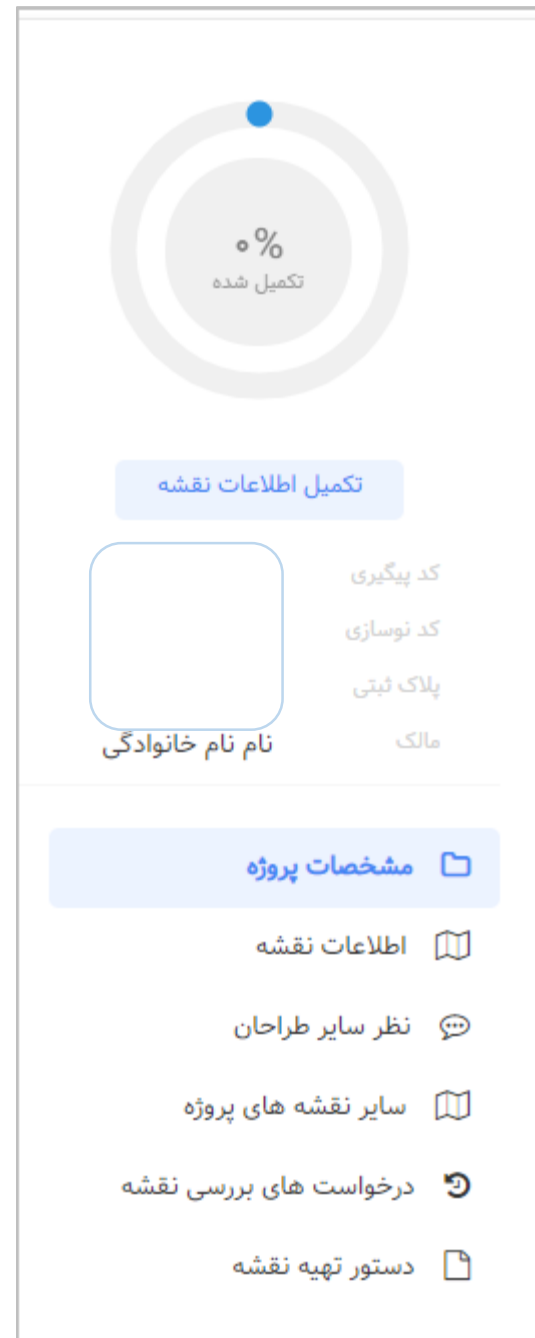 ۰%
تکمیل شده
تکمیل اطلاعات نقشه
کد پیگیری
کد نوسازی
پلاک ثبتی
مالک نام نام خانوادگی
مشخصات پروژه
اطلاعات نقشه
نظر سایر طراحان
سایر نقشه های پروژه
درخواست های بررسی نقشه
دستور تهیه نقشه